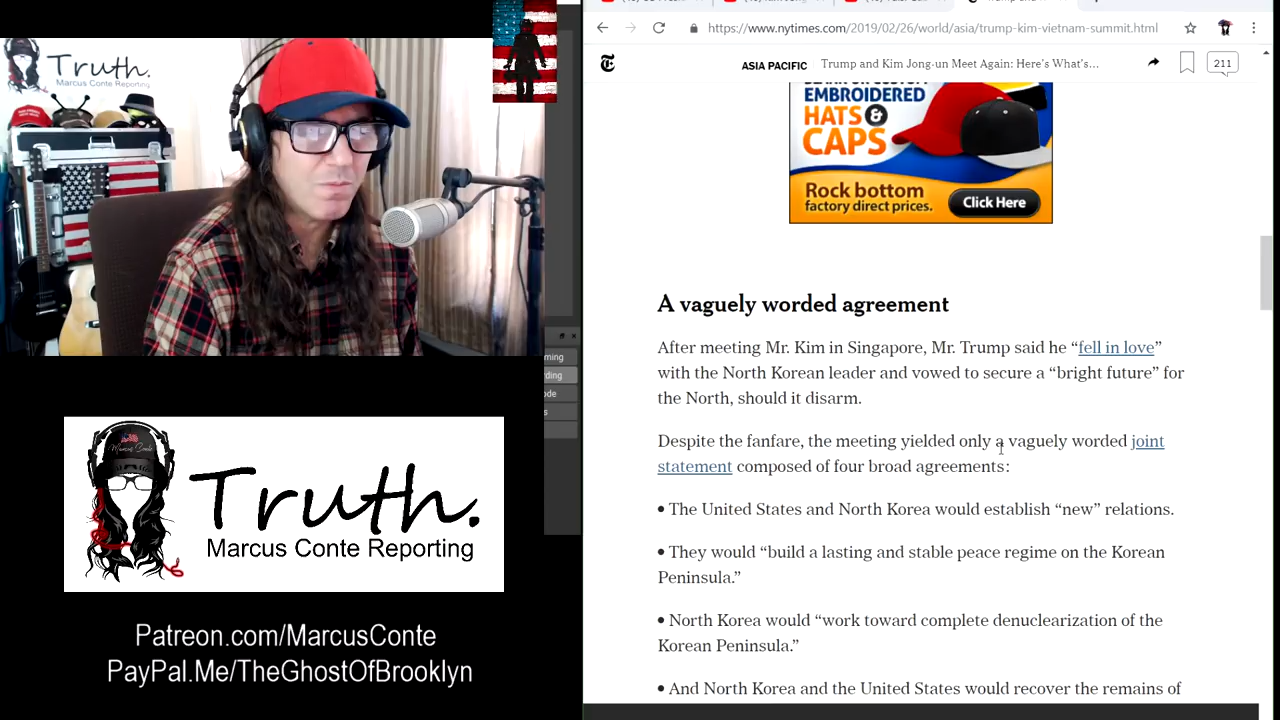 https://www.nytimes.com/2019/02/26/world/asia/trump-kim-vietnam-summit.html
ASIA PACIFIC
Trump and Kim Jong-un Meet Again: Here's What's...
211
Truth.
Marcus Conte Reporting
EMBROIDERED
HATS &
CAPS
Rock bottom
factory direct prices.
Click Here
A vaguely worded agreement
After meeting Mr. Kim in Singapore, Mr. Trump said he “fell in love”
with the North Korean leader and vowed to secure a “bright future” for
the North, should it disarm.
Despite the fanfare, the meeting yielded only a vaguely worded joint
statement composed of four broad agreements:
• The United States and North Korea would establish “new” relations.
• They would “build a lasting and stable peace regime on the Korean
Peninsula.”
• North Korea would “work toward complete denuclearization of the
Korean Peninsula.”
• And North Korea and the United States would recover the remains of
Truth.
Marcus Conte Reporting
Patreon.com/MarcusConte
PayPal.Me/TheGhostOfBrooklyn